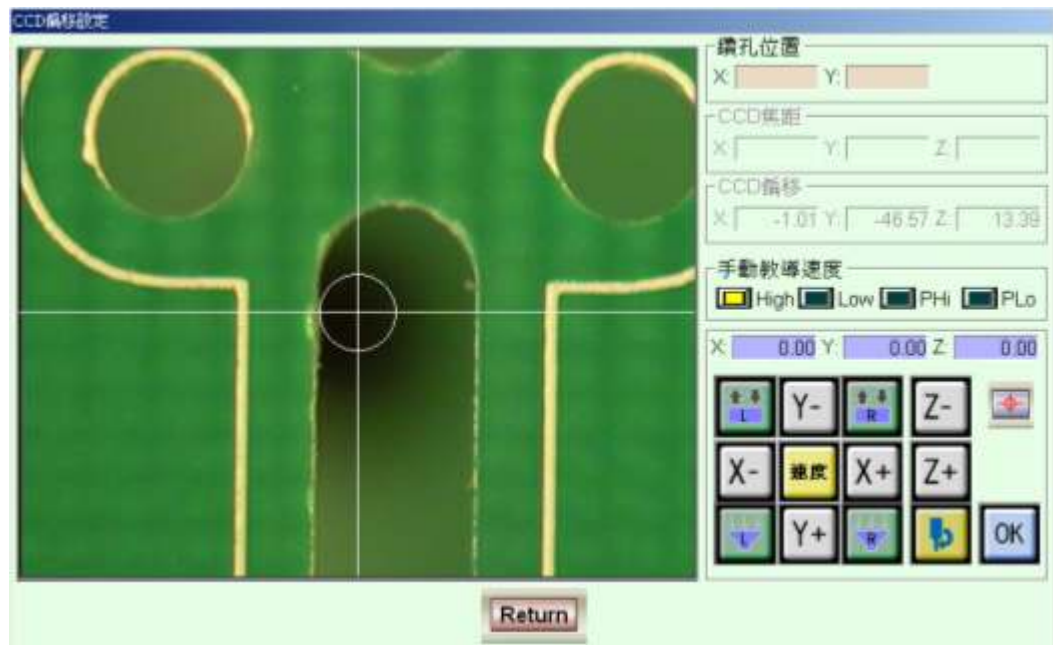 CCD偏移設定
鑽孔位置
X: Y:
CCD焦距
X: Y: Z:
CCD偏移
X: -1.01 Y: -46.57 Z: 13.39
手動教導速度
High Low PHi PLo
X: 0.00 Y: 0.00 Z: 0.00
L Y- R Z-
X- 速度 X+ Z+
L Y+ R OK
Return